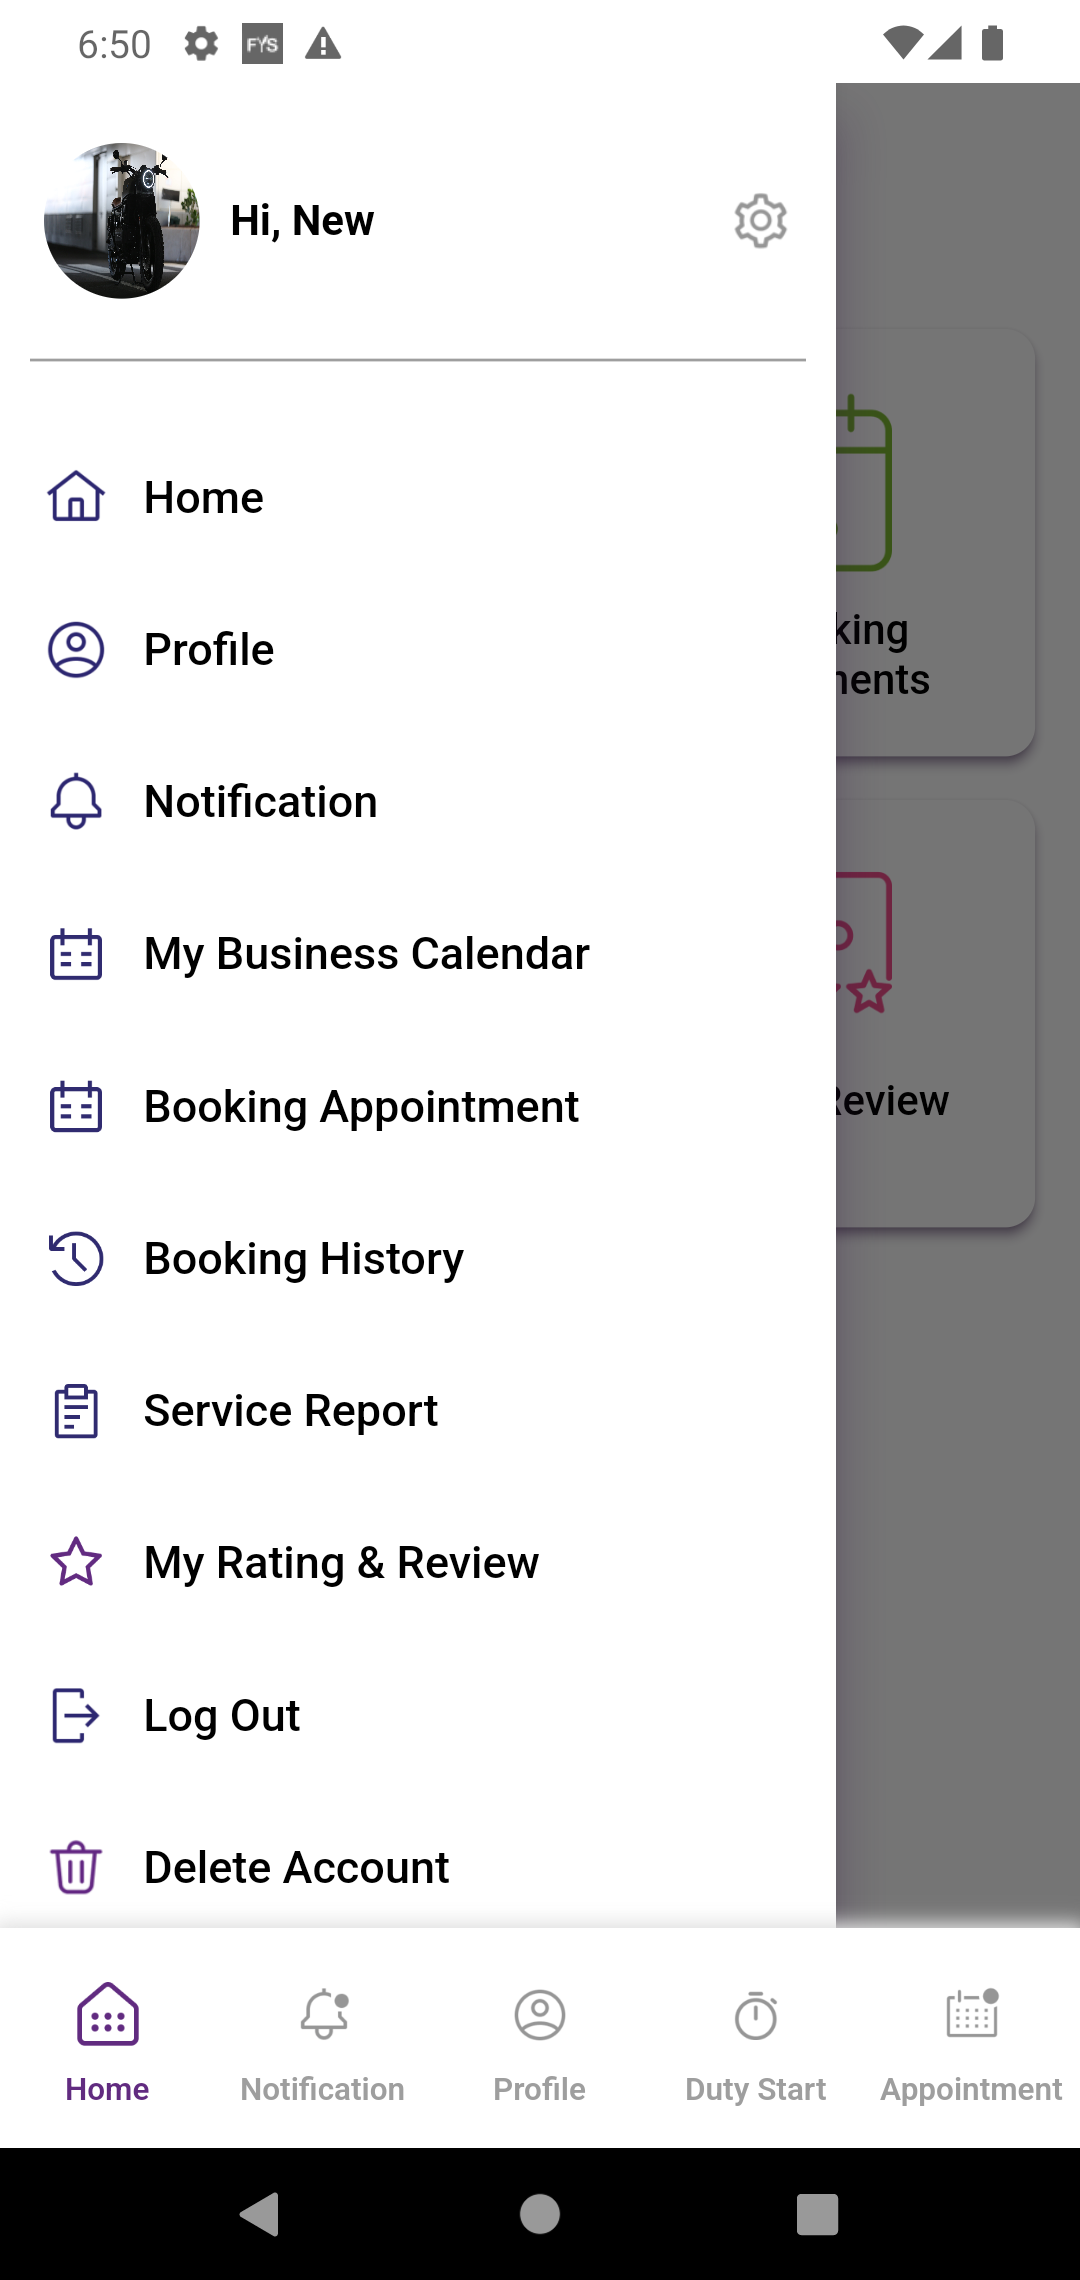 6:50
FYS
Hi, New
Home
Profile
Notification
My Business Calendar
Booking Appointment
Booking History
Service Report
My Rating & Review
Log Out
Delete Account
king
Review
Home
Notification
Profile
Duty Start
Appointment